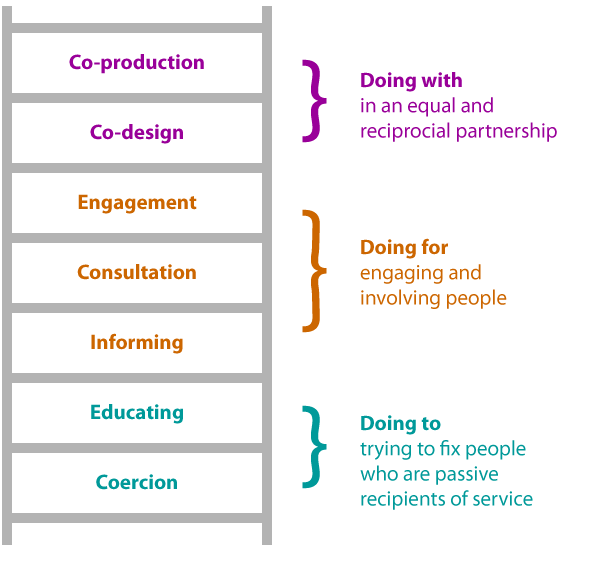 Co-production
Co-design
Engagement
Consultation
Informing
Educating
Coercion
Doing with
in an equal and
reciprocial partnership
Doing for
engaging and
involving people
Doing to
trying to fix people
who are passive
recipients of service